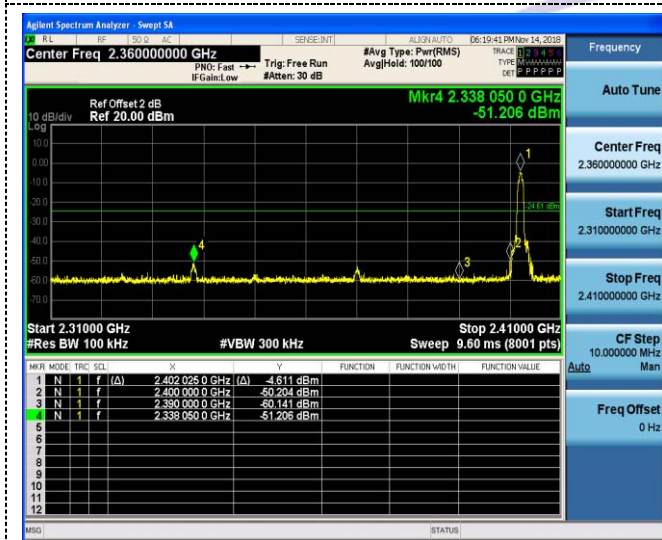 Agilent Spectrum Analyzer - Swept SA
RL RF 50 Ω AC SENSE:INT ALIGN AUTO 06:19:41 PM Nov 14, 2018
Center Freq 2.360000000 GHz
PNO: Fast Trig: Free Run
IFGain:Low #Atten: 30 dB
#Avg Type: Pwr(RMS)
Avg|Hold: 100/100
TRACE 1 2 3 4 5 6
TYPE M
DET P P P P P P
Mkr4 2.338 050 0 GHz
-51.206 dBm
Ref Offset 2 dB
10 dB/div Ref 20.00 dBm
Log
10.0
0.00
-10.0
-20.0
-30.0
-40.0
-50.0
-60.0
-70.0
-24.61 dBm
1
2
3
4
Start 2.31000 GHz Stop 2.41000 GHz
#Res BW 100 kHz #VBW 300 kHz Sweep 9.60 ms (8001 pts)
MKR MODE TRC SCL X Y FUNCTION FUNCTION WIDTH FUNCTION VALUE
1 N 1 f (Δ) 2.402 025 0 GHz (Δ) -4.611 dBm
2 N 1 f 2.400 000 0 GHz -50.204 dBm
3 N 1 f 2.390 000 0 GHz -60.141 dBm
4 N 1 f 2.338 050 0 GHz -51.206 dBm
5
6
7
8
9
10
11
12
MSG STATUS
Frequency
Auto Tune
Center Freq
2.360000000 GHz
Start Freq
2.310000000 GHz
Stop Freq
2.410000000 GHz
CF Step
10.000000 MHz
Auto Man
Freq Offset
0 Hz